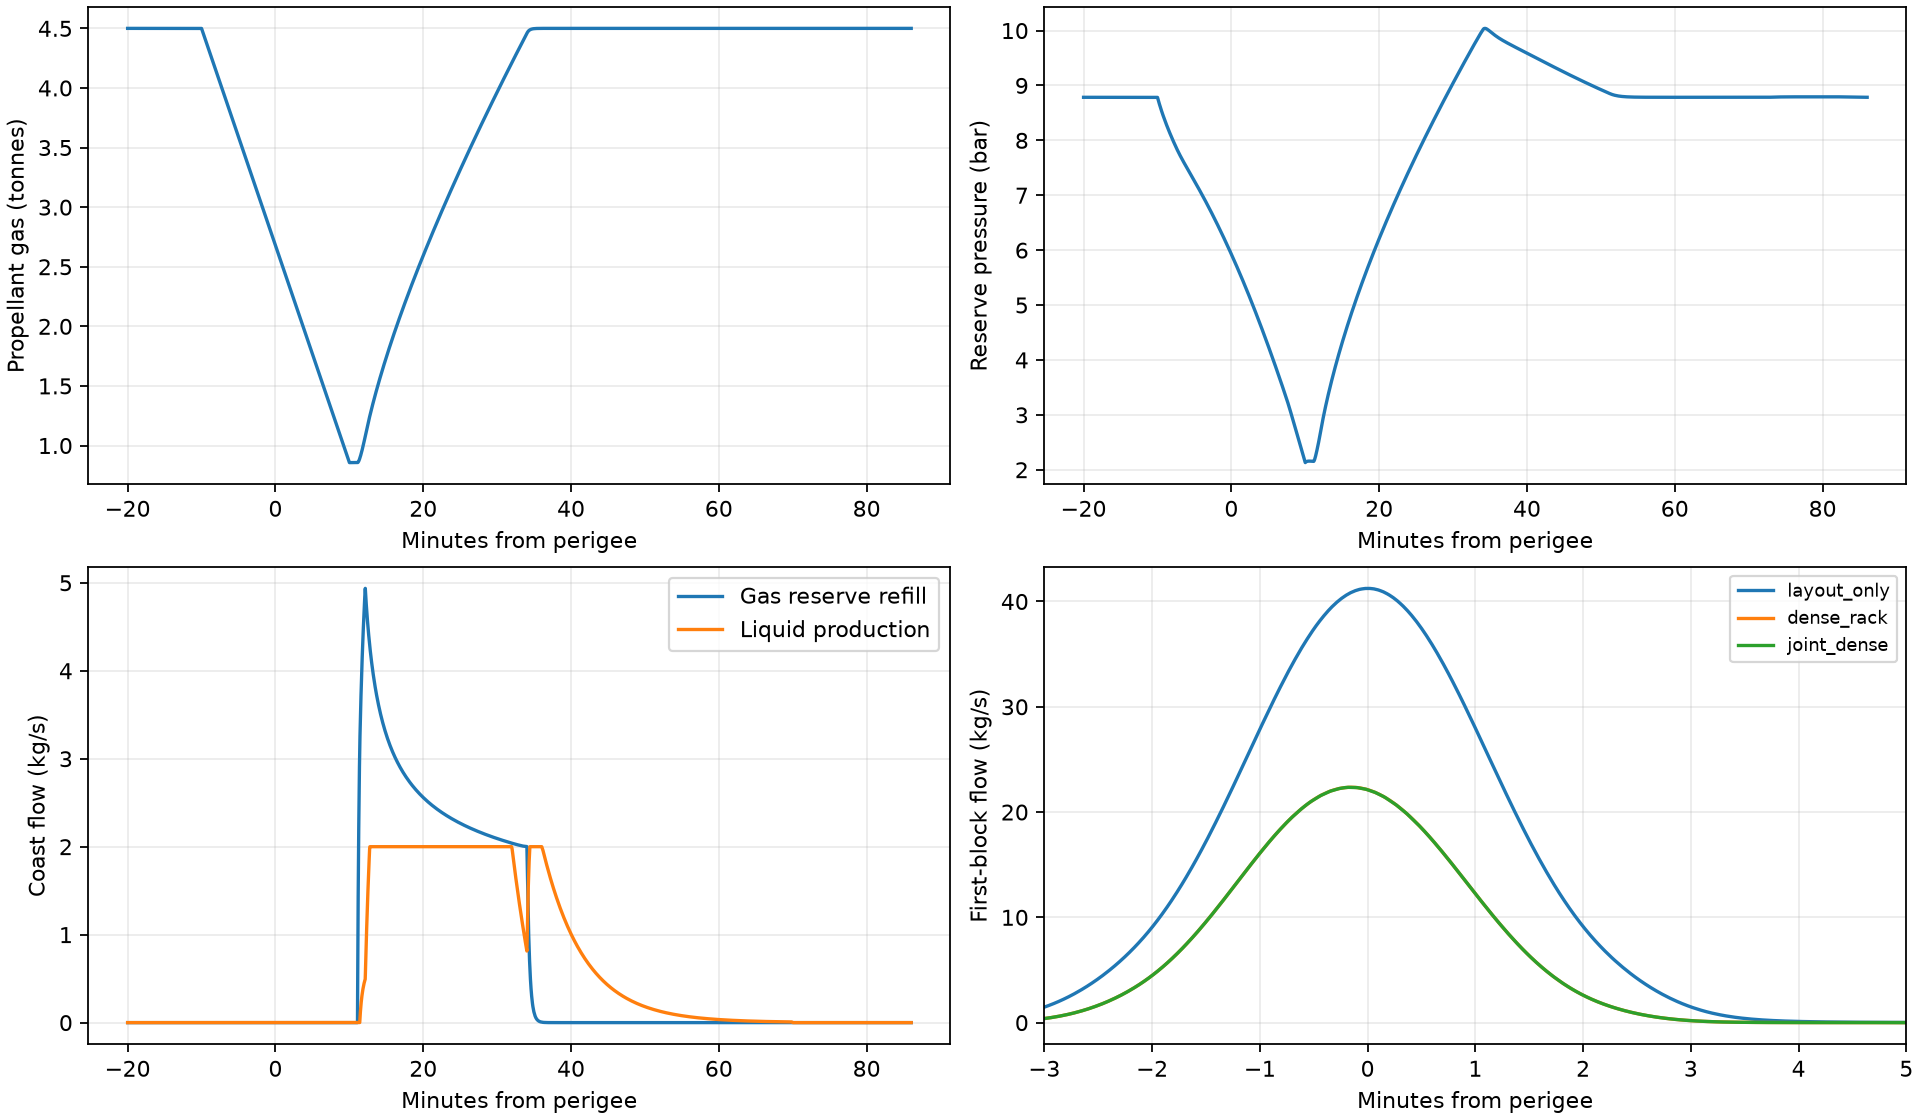 Propellant gas (tonnes)
4.5
4.0
3.5
3.0
2.5
2.0
1.5
1.0
−20 0 20 40 60 80
Minutes from perigee
Reserve pressure (bar)
10
9
8
7
6
5
4
3
2
−20 0 20 40 60 80
Minutes from perigee
Coast flow (kg/s)
5
4
3
2
1
0
Gas reserve refill
Liquid production
−20 0 20 40 60 80
Minutes from perigee
First-block flow (kg/s)
40
30
20
10
0
layout_only
dense_rack
joint_dense
−3 −2 −1 0 1 2 3 4 5
Minutes from perigee